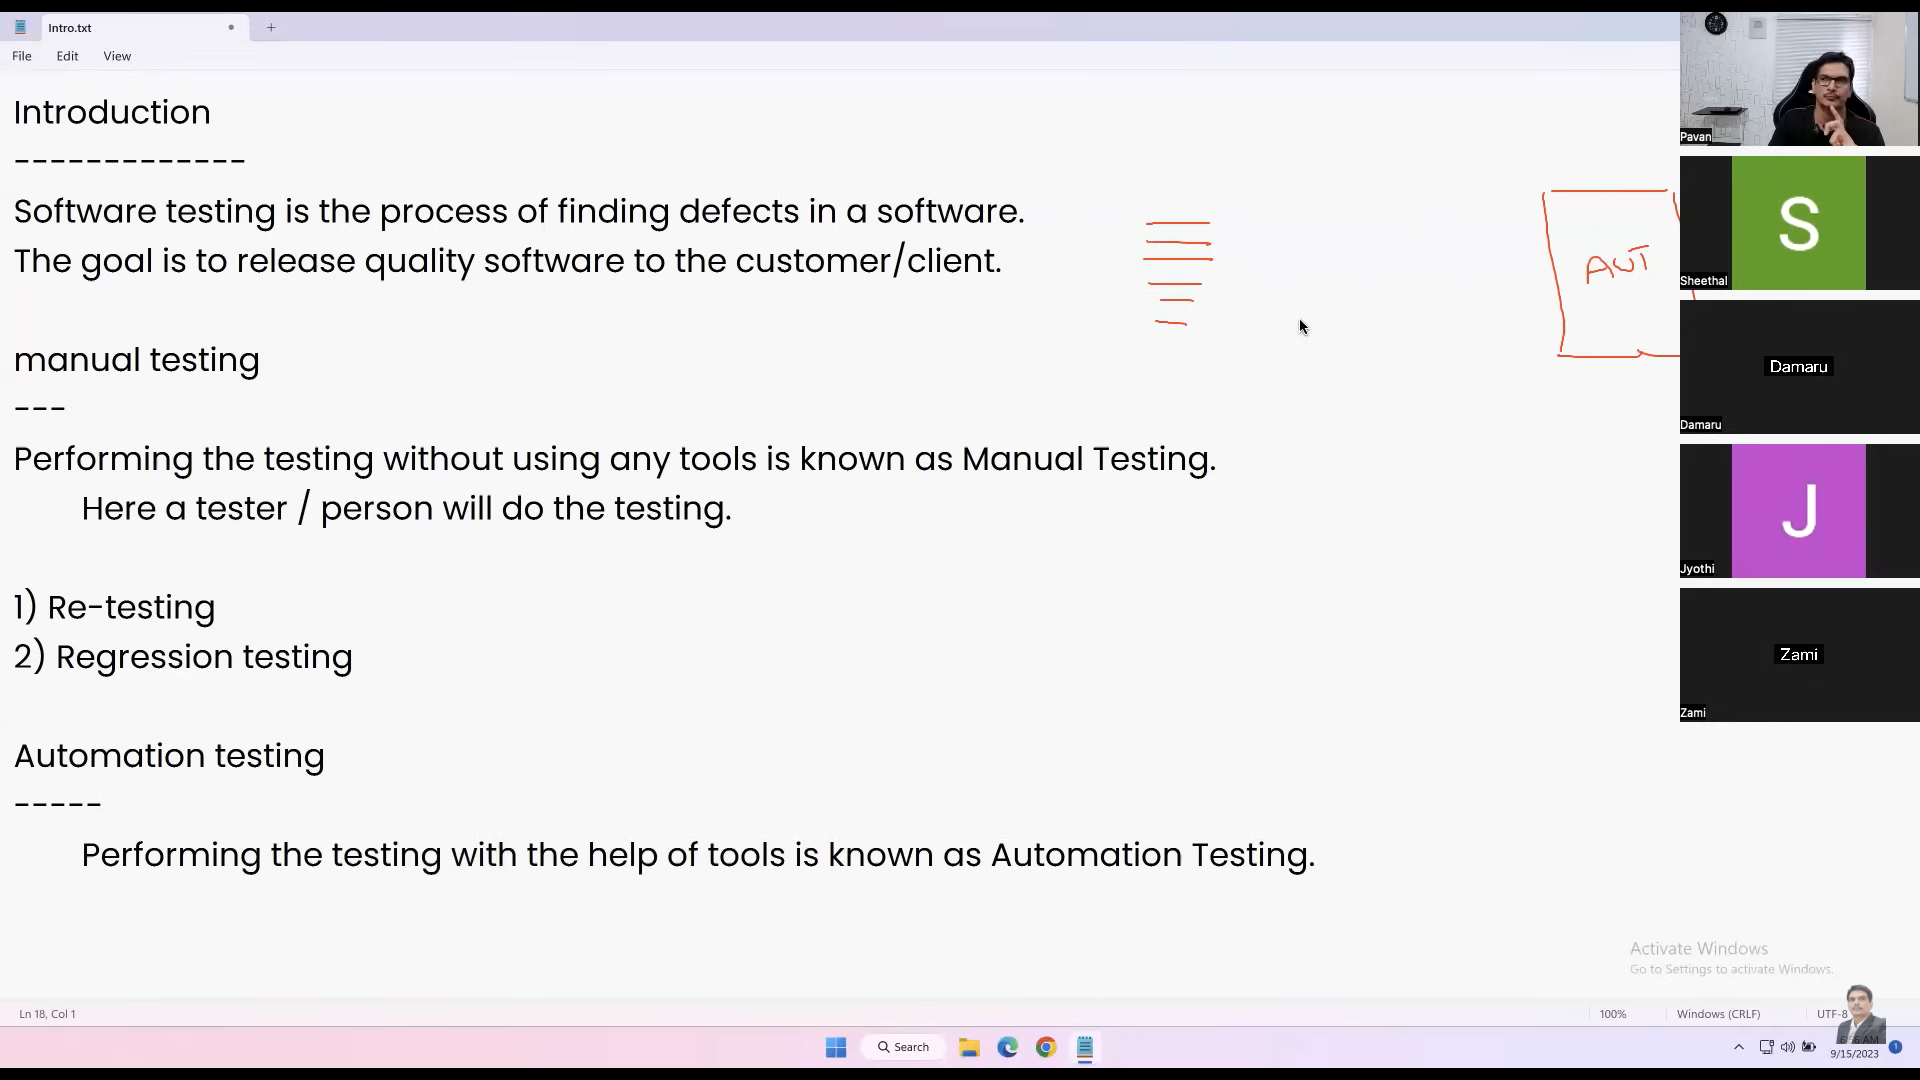 Intro.txt
File Edit View
Introduction
-------------
Software testing is the process of finding defects in a software.
The goal is to release quality software to the customer/client.
manual testing
---
Performing the testing without using any tools is known as Manual Testing.
Here a tester / person will do the testing.
1) Re-testing
2) Regression testing
Automation testing
-----
Performing the testing with the help of tools is known as Automation Testing.
AUT
Pavan
S
Sheethal
Damaru
Damaru
J
Jyothi
Zami
Zami
Activate Windows
Go to Settings to activate Windows.
Ln 18, Col 1
100%
Windows (CRLF)
UTF-8
Search
9/15/2023
1